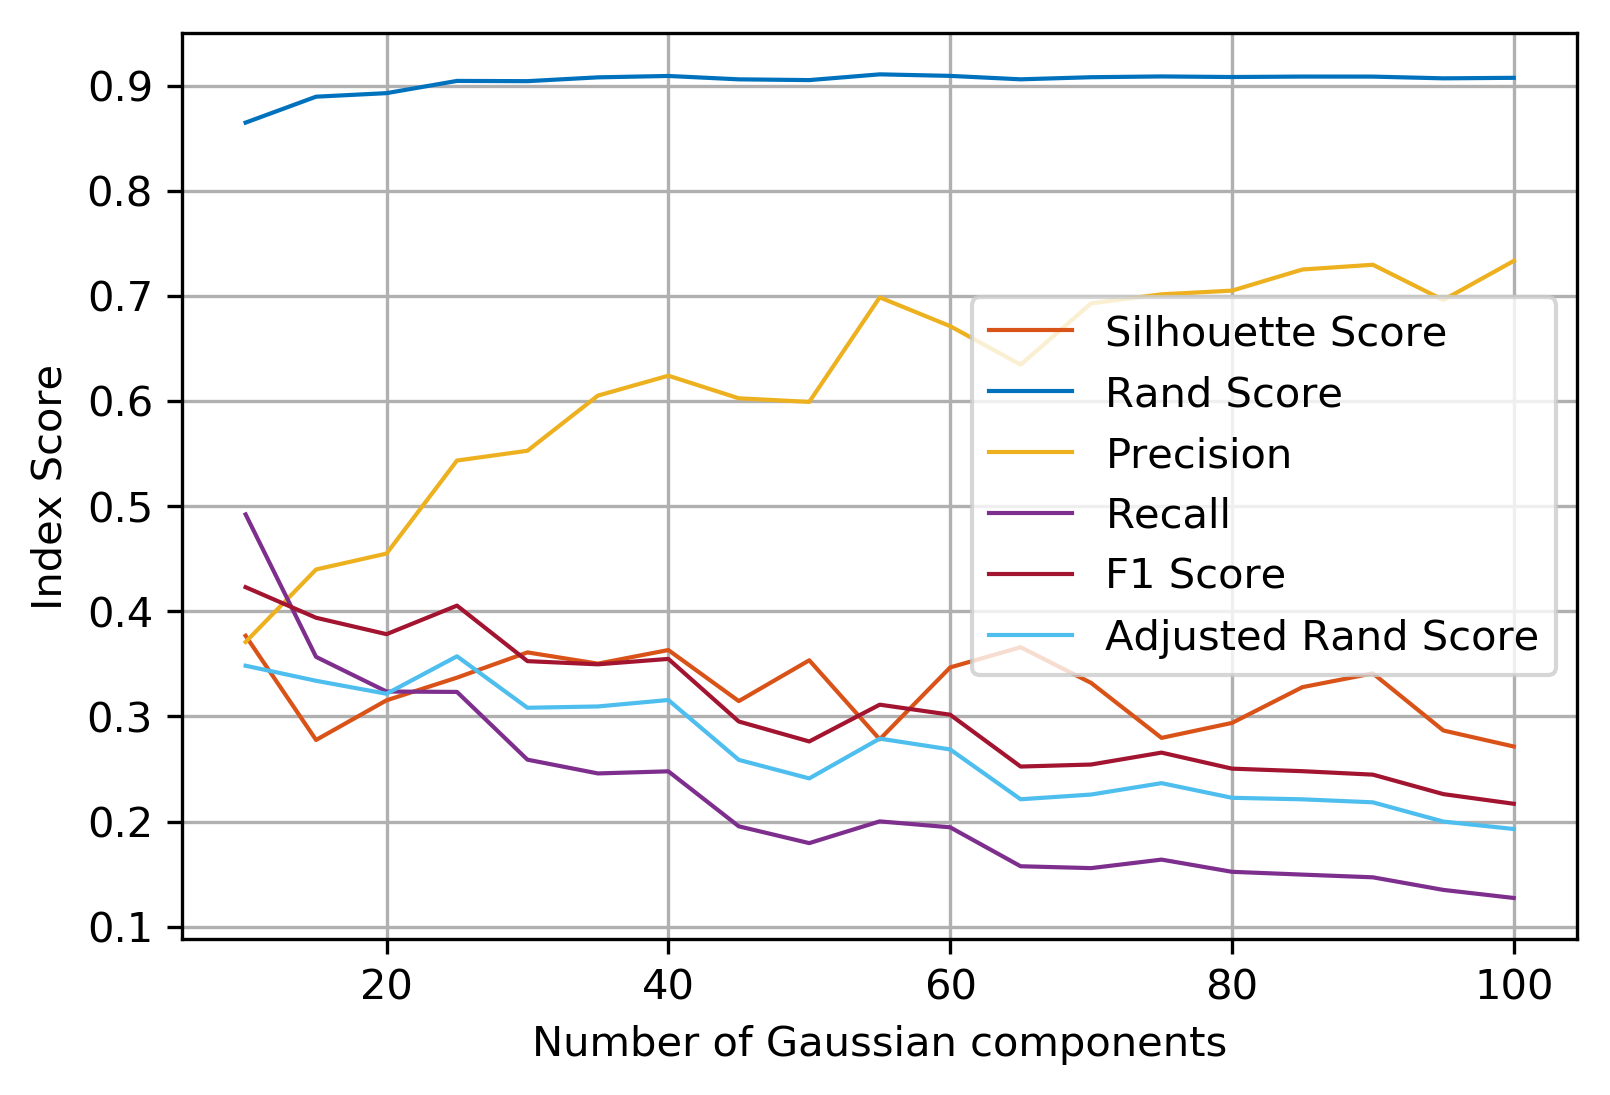 0.9
0.8
0.7
0.6
0.5
0.4
0.3
0.2
0.1
Index Score
Silhouette Score
Rand Score
Precision
Recall
F1 Score
Adjusted Rand Score
20 40 60 80 100
Number of Gaussian components